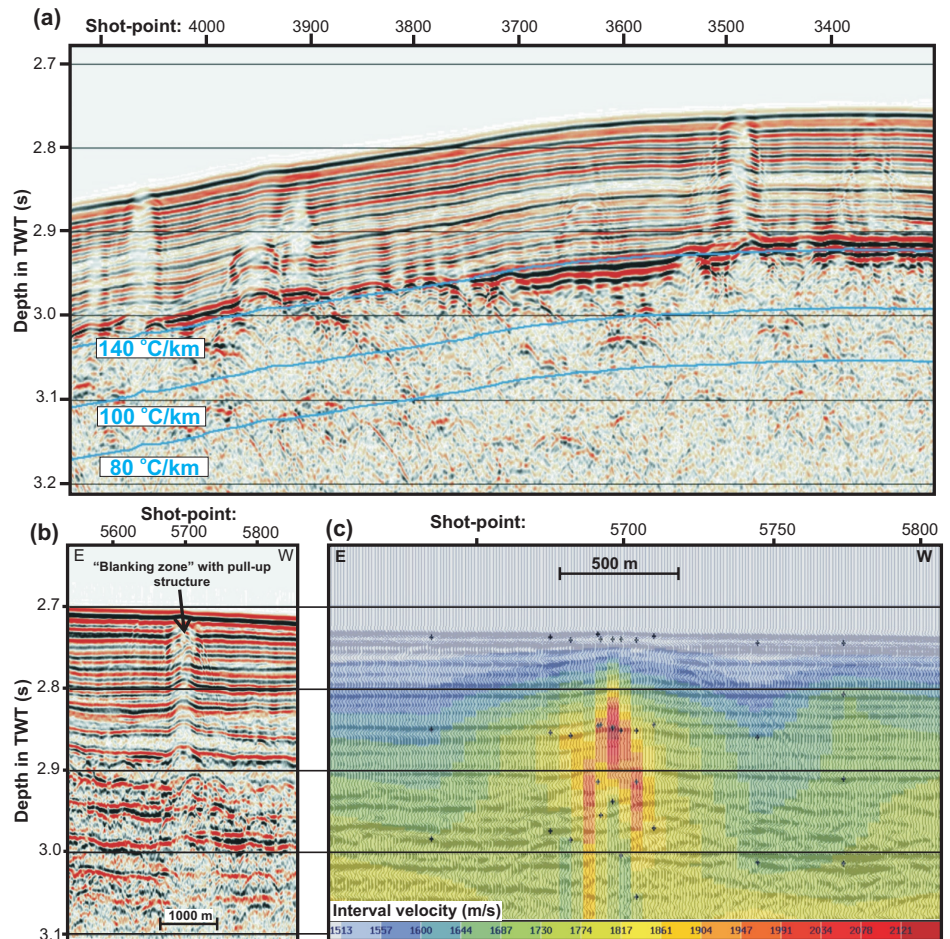 (a)
Shot-point: 4000 3900 3800 3700 3600 3500 3400
2.7
2.8
2.9
3.0
3.1
3.2
Depth in TWT (s)
140 °C/km
100 °C/km
80 °C/km
(b)
Shot-point:
5600 5700 5800
E W
“Blanking zone” with pull-up
structure
2.7
2.8
2.9
3.0
3.1
Depth in TWT (s)
1000 m
(c)
Shot-point:
5700 5750 5800
E W
500 m
Interval velocity (m/s)
1513 1557 1600 1644 1687 1730 1774 1817 1861 1904 1947 1991 2034 2078 2121